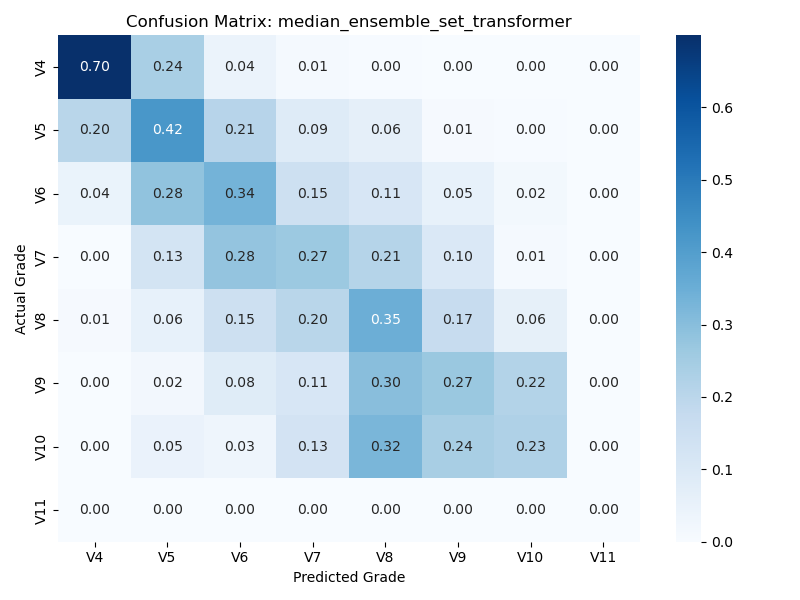 Confusion Matrix: median_ensemble_set_transformer
Actual Grade
V4 0.70 0.24 0.04 0.01 0.00 0.00 0.00 0.00
V5 0.20 0.42 0.21 0.09 0.06 0.01 0.00 0.00
V6 0.04 0.28 0.34 0.15 0.11 0.05 0.02 0.00
V7 0.00 0.13 0.28 0.27 0.21 0.10 0.01 0.00
V8 0.01 0.06 0.15 0.20 0.35 0.17 0.06 0.00
V9 0.00 0.02 0.08 0.11 0.30 0.27 0.22 0.00
V10 0.00 0.05 0.03 0.13 0.32 0.24 0.23 0.00
V11 0.00 0.00 0.00 0.00 0.00 0.00 0.00 0.00
V4 V5 V6 V7 V8 V9 V10 V11
Predicted Grade
0.6
0.5
0.4
0.3
0.2
0.1
0.0